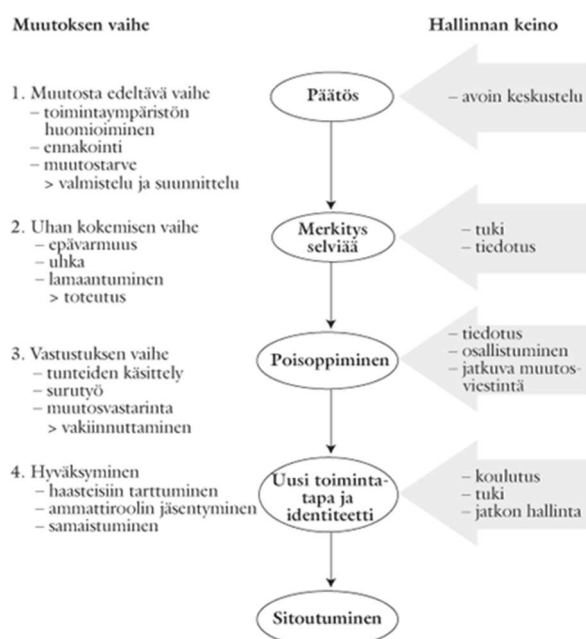 Muutoksen vaihe
Hallinnan keino
1. Muutosta edeltävä vaihe
– toimintaympäristön
huomioiminen
– ennakointi
– muutostarve
> valmistelu ja suunnittelu
Päätös
– avoin keskustelu
2. Uhan kokemisen vaihe
– epävarmuus
– uhka
– lamaantuminen
> toteutus
Merkitys
selviää
– tuki
– tiedotus
3. Vastustuksen vaihe
– tunteiden käsittely
– surutyö
– muutosvastarinta
> vakiinnuttaminen
Poisoppiminen
– tiedotus
– osallistuminen
– jatkuva muutos-
viestintä
4. Hyväksyminen
– haasteisiin tarttuminen
– ammattiroolin jäsentyminen
– samaistuminen
Uusi toiminta-
tapa ja
identiteetti
– koulutus
– tuki
– jatkon hallinta
Sitoutuminen